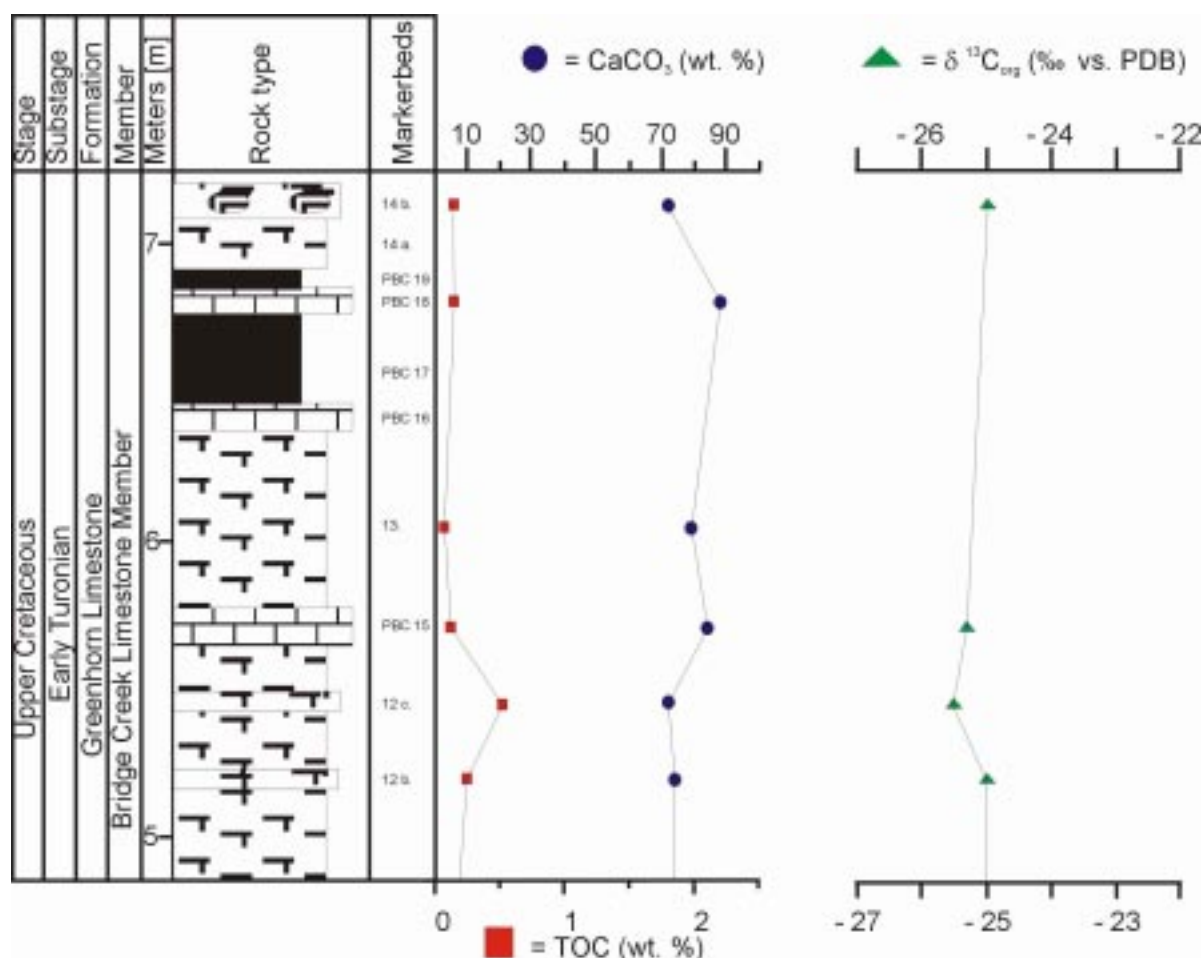 Stage
Substage
Formation
Member
Meters [m]
Rock type
Markerbeds
= CaCO₃ (wt. %)
= δ ¹³C org (‰ vs. PDB)
10 30 50 70 90
- 26 - 24 - 22
Upper Cretaceous
Early Turonian
Greenhorn Limestone
Bridge Creek Limestone Member
7
6
5
14 b.
14 a.
PBC 19
PBC 18
PBC 17
PBC 16
13.
PBC 15
12 c.
12 b.
0 1 2
- 27 - 25 - 23
= TOC (wt. %)